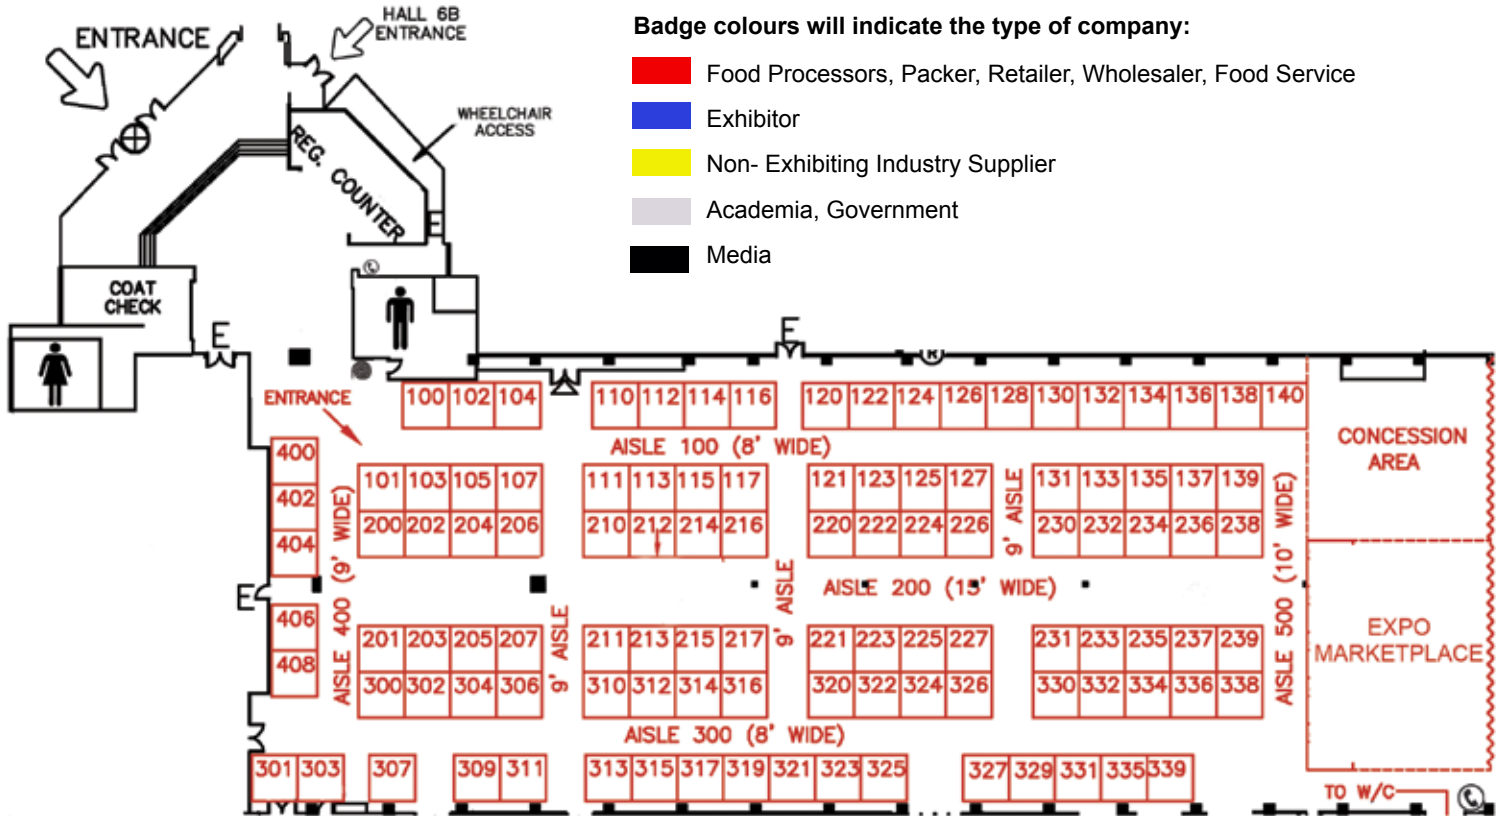 HALL 6B
ENTRANCE
ENTRANCE
Badge colours will indicate the type of company:
Food Processors, Packer, Retailer, Wholesaler, Food Service
Exhibitor
Non- Exhibiting Industry Supplier
Academia, Government
Media
WHEELCHAIR
ACCESS
REG. COUNTER
E
COAT
CHECK
E
E
R
ENTRANCE
100 102 104 110 112 114 116 120 122 124 126 128 130 132 134 136 138 140
AISLE 100 (8' WIDE)
CONCESSION
AREA
400
402
404
101 103 105 107 111 113 115 117 121 123 125 127 131 133 135 137 139
200 202 204 206 210 212 214 216 220 222 224 226 230 232 234 236 238
9' AISLE
AISLE 200 (15' WIDE)
E
406
408
AISLE 400 (9' WIDE)
9' AISLE
9' AISLE
AISLE 500 (10' WIDE)
EXPO
MARKETPLACE
201 203 205 207 211 213 215 217 221 223 225 227 231 233 235 237 239
300 302 304 306 310 312 314 316 320 322 324 326 330 332 334 336 338
AISLE 300 (8' WIDE)
301 303 307 309 311 313 315 317 319 321 323 325 327 329 331 335 339
TO W/C